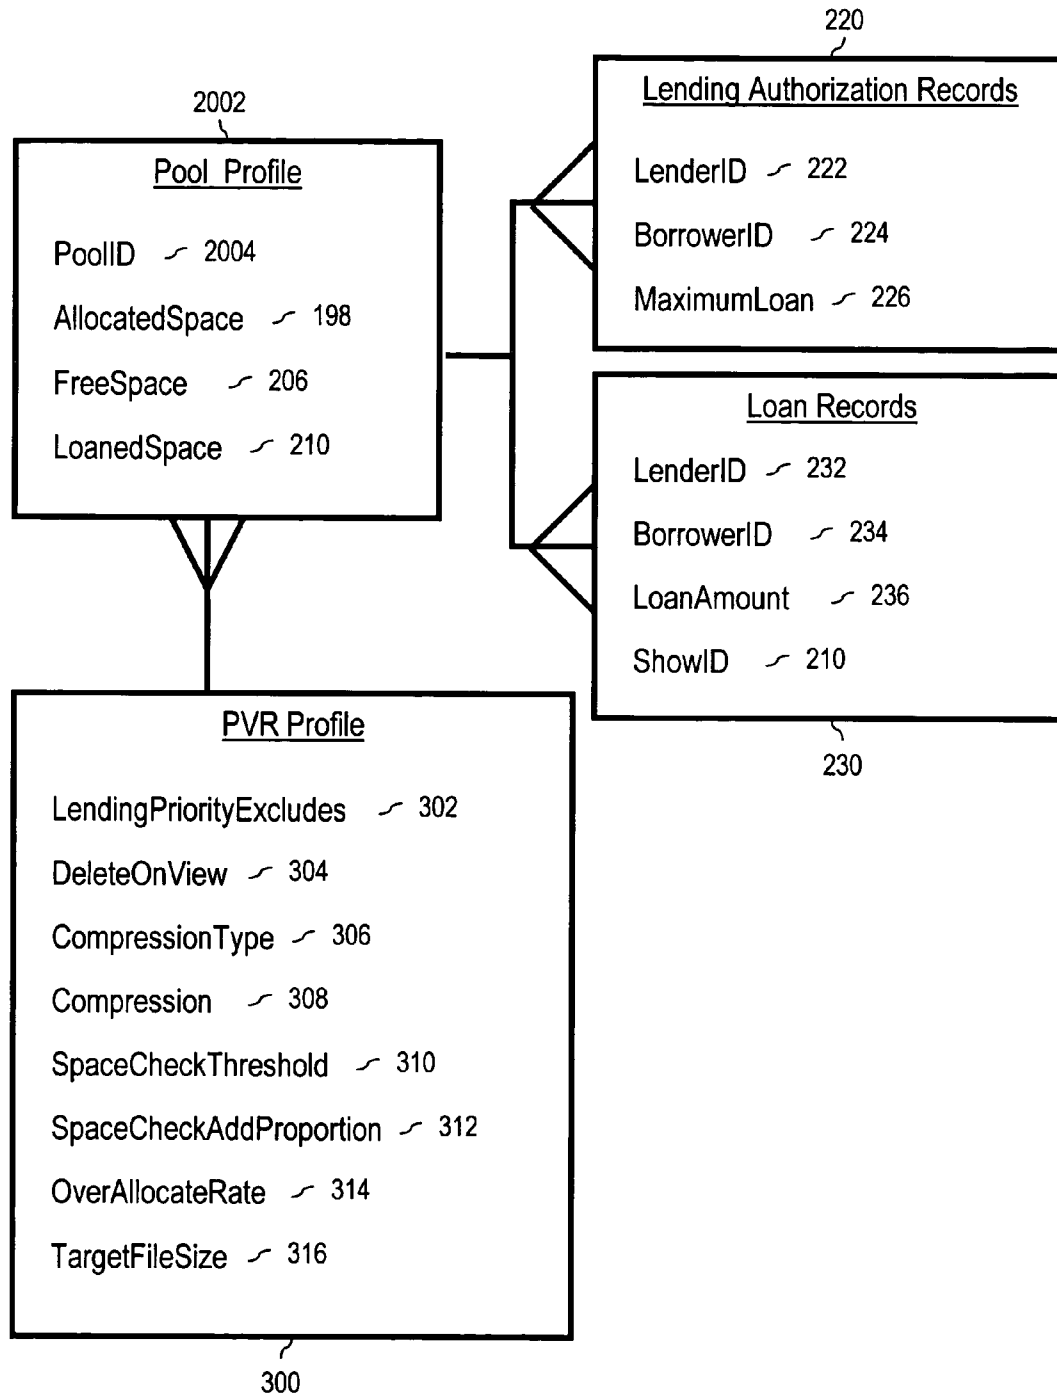 2002
Pool Profile
PoolID 2004
AllocatedSpace 198
FreeSpace 206
LoanedSpace 210
220
Lending Authorization Records
LenderID 222
BorrowerID 224
MaximumLoan 226
Loan Records
LenderID 232
BorrowerID 234
LoanAmount 236
ShowID 210
230
PVR Profile
LendingPriorityExcludes 302
DeleteOnView 304
CompressionType 306
Compression 308
SpaceCheckThreshold 310
SpaceCheckAddProportion 312
OverAllocateRate 314
TargetFileSize 316
300